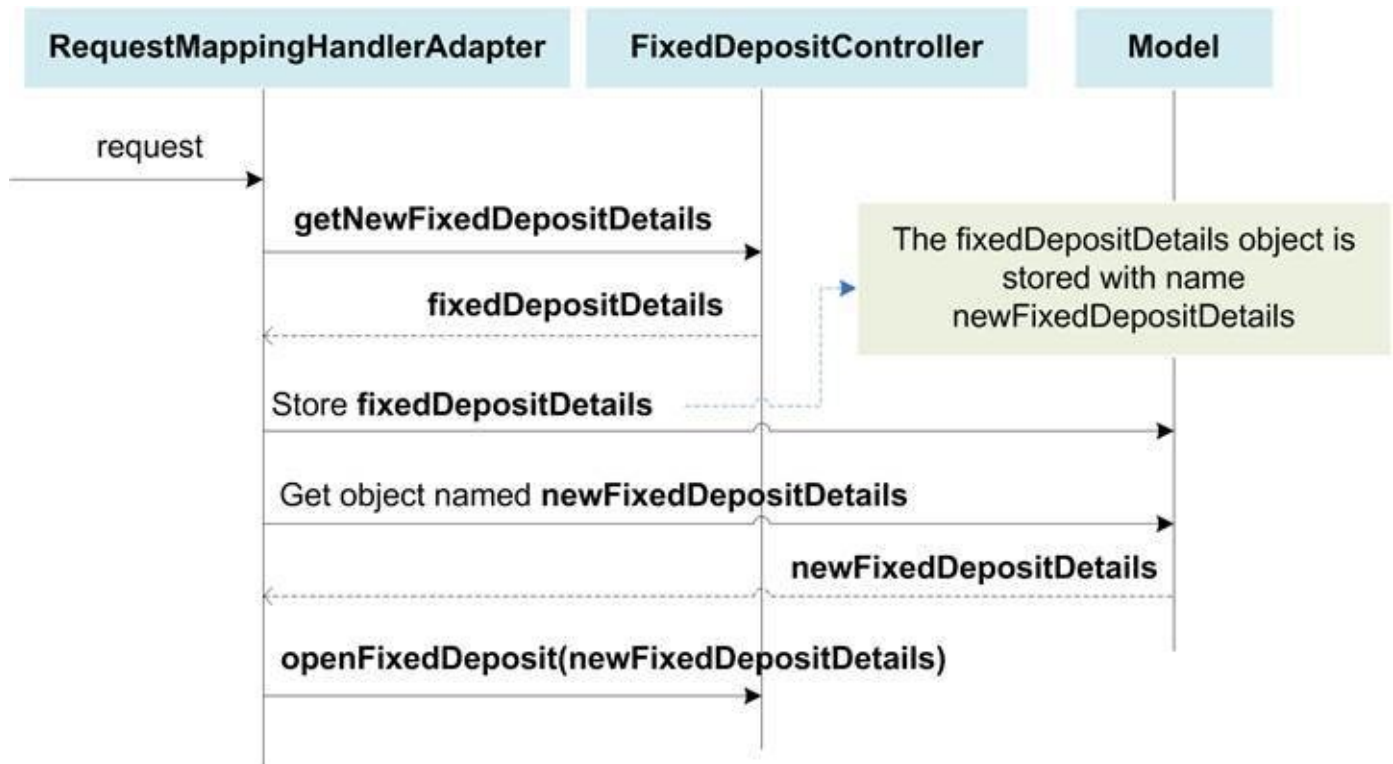 RequestMappingHandlerAdapter
FixedDepositController
Model
request
getNewFixedDepositDetails
The fixedDepositDetails object is
stored with name
newFixedDepositDetails
fixedDepositDetails
Store fixedDepositDetails
Get object named newFixedDepositDetails
newFixedDepositDetails
openFixedDeposit(newFixedDepositDetails)